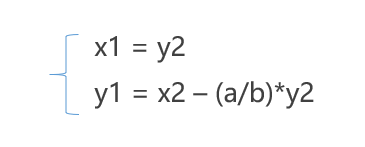 x1 = y2
y1 = x2 – (a/b)*y2